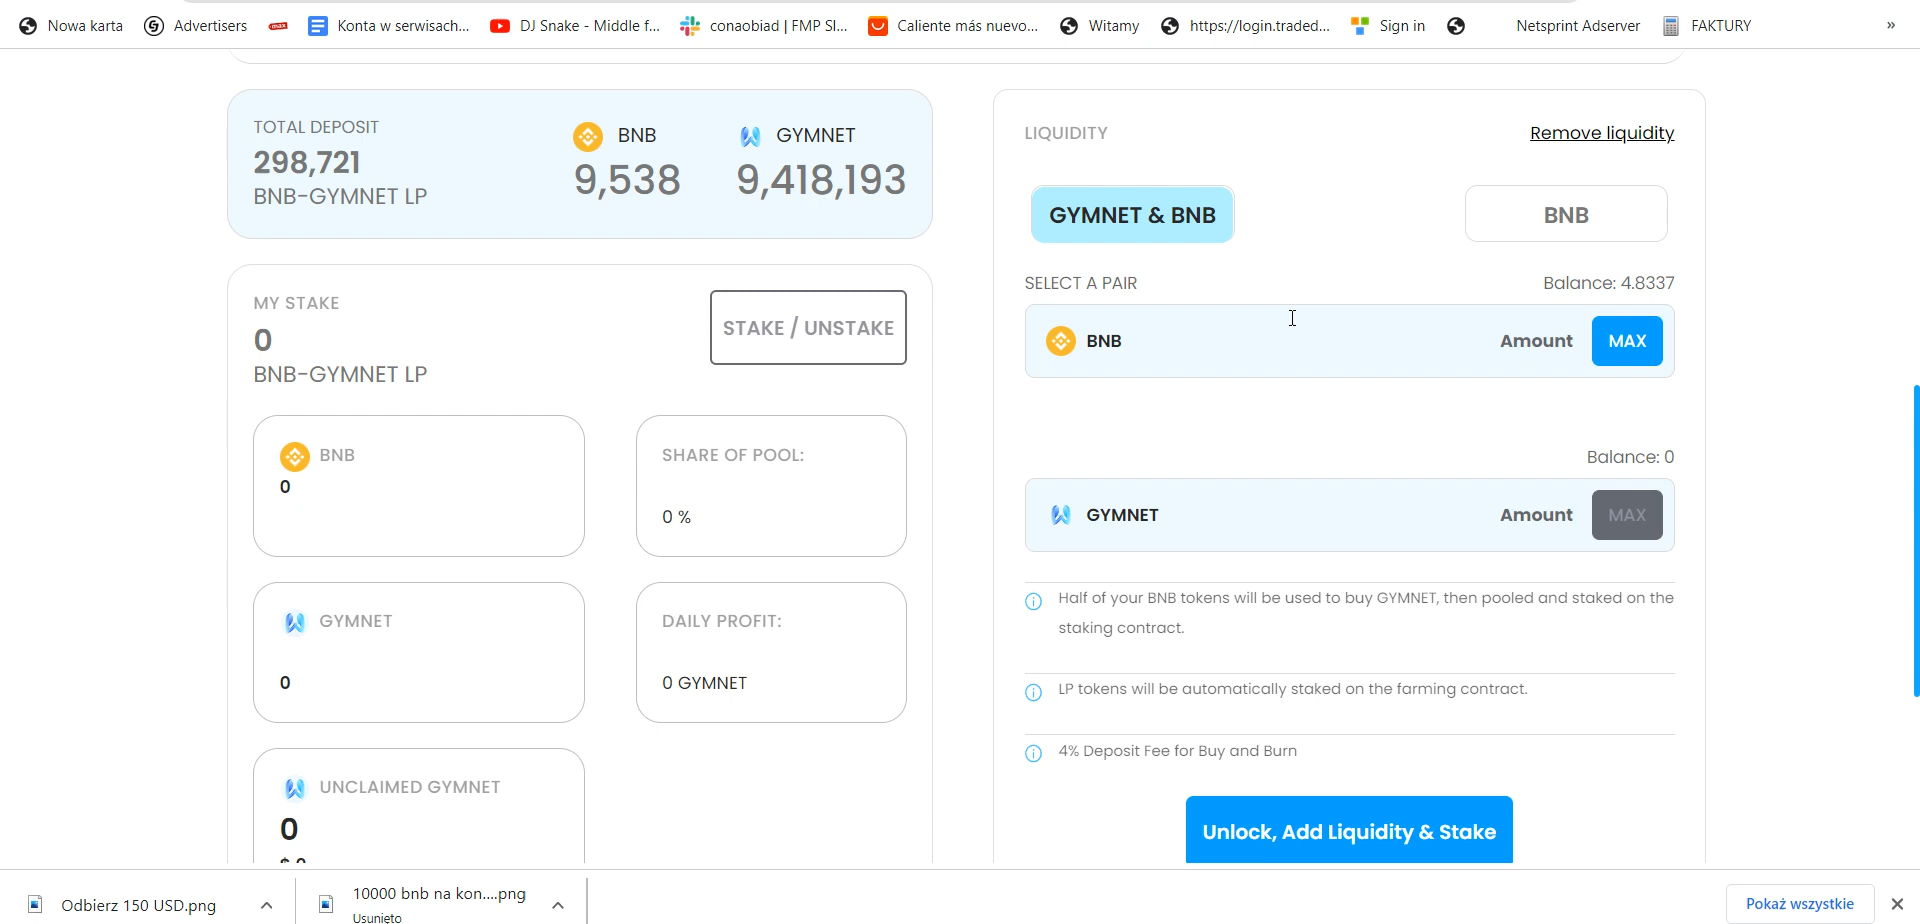 Nowa karta
Advertisers
max
Konta w serwisach...
DJ Snake - Middle f...
conaobiad | FMP Sl...
Caliente más nuevo...
Witamy
https://login.traded...
Sign in
Netsprint Adserver
FAKTURY
»
TOTAL DEPOSIT
298,721
BNB-GYMNET LP
BNB
9,538
GYMNET
9,418,193
MY STAKE
0
BNB-GYMNET LP
STAKE / UNSTAKE
BNB
0
SHARE OF POOL:
0 %
GYMNET
0
DAILY PROFIT:
0 GYMNET
UNCLAIMED GYMNET
0
$ 0
LIQUIDITY
Remove liquidity
GYMNET & BNB
BNB
SELECT A PAIR
Balance: 4.8337
BNB
Amount
MAX
Balance: 0
GYMNET
Amount
MAX
Half of your BNB tokens will be used to buy GYMNET, then pooled and staked on the
staking contract.
LP tokens will be automatically staked on the farming contract.
4% Deposit Fee for Buy and Burn
Unlock, Add Liquidity & Stake
Odbierz 150 USD.png
10000 bnb na kon....png
Usunięto
Pokaż wszystkie